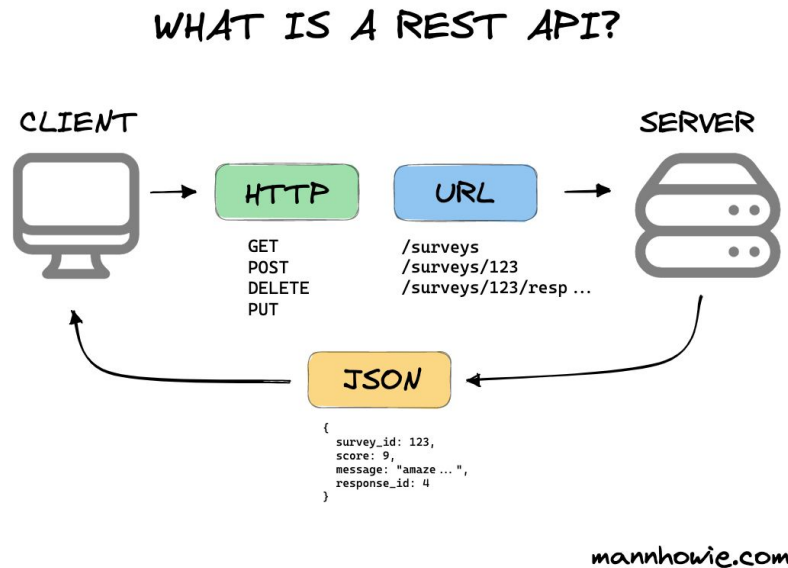 WHAT IS A REST API?
CLIENT
SERVER
HTTP
URL
GET
POST
DELETE
PUT
/surveys
/surveys/123
/surveys/123/resp...
JSON
{
survey_id: 123,
score: 9,
message: "amaze...",
response_id: 4
}
mannhowie.com